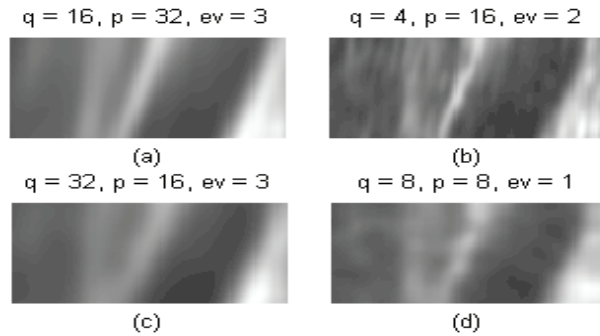 q = 16, p = 32, ev = 3
q = 4, p = 16, ev = 2
(a)
(b)
q = 32, p = 16, ev = 3
q = 8, p = 8, ev = 1
(c)
(d)